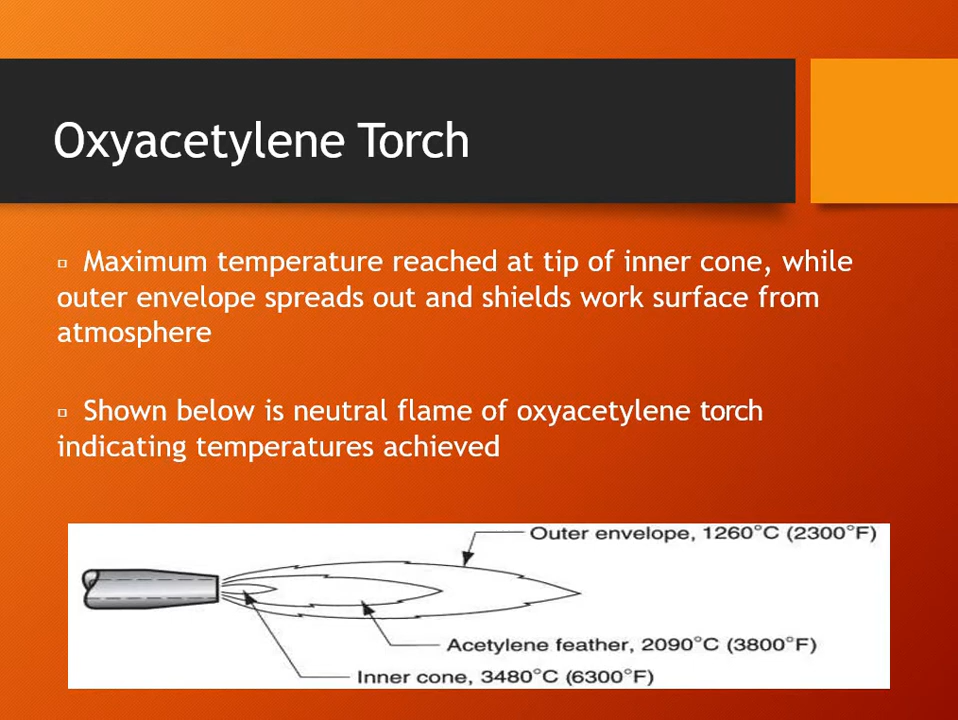 Oxyacetylene Torch
▫ Maximum temperature reached at tip of inner cone, while
outer envelope spreads out and shields work surface from
atmosphere
▫ Shown below is neutral flame of oxyacetylene torch
indicating temperatures achieved
Outer envelope, 1260°C (2300°F)
Acetylene feather, 2090°C (3800°F)
Inner cone, 3480°C (6300°F)